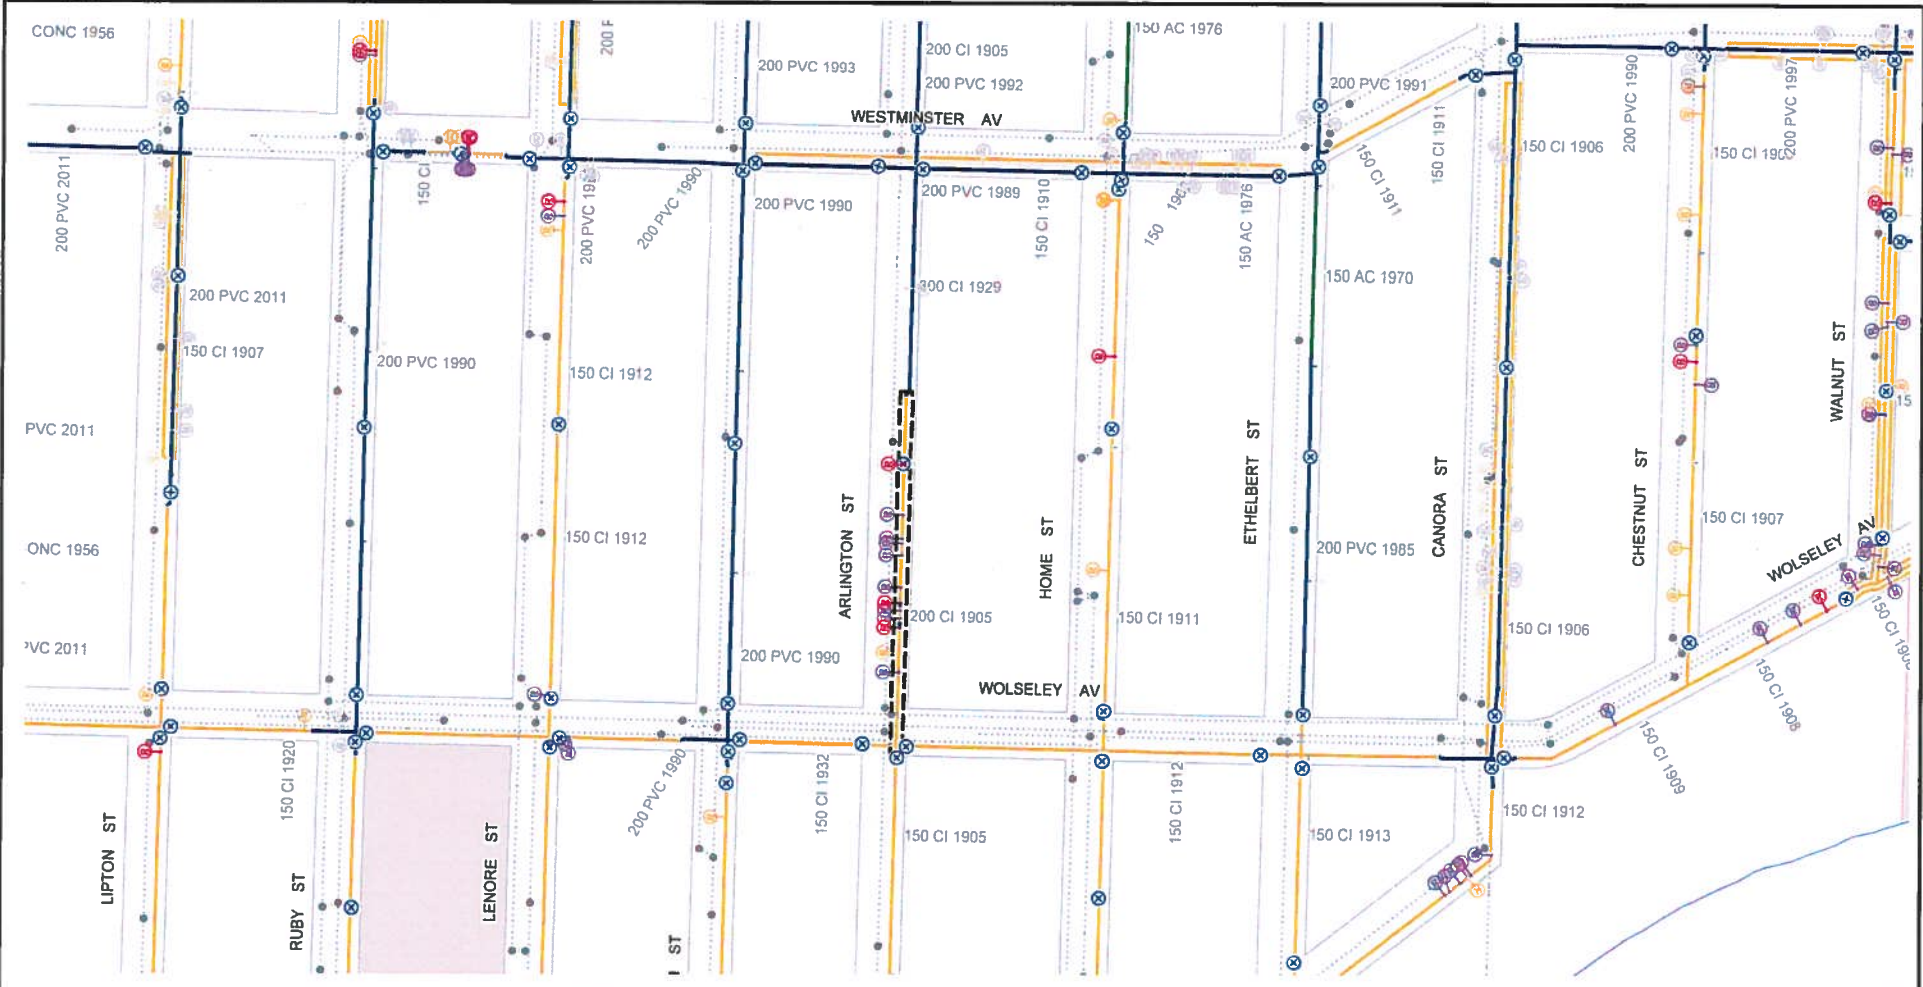 CONC 1956
200 PVC 1993
200 CI 1905
200 PVC 1992
150 AC 1976
200 PVC 1991
150 CI 1911
200 PVC 1990
200 PVC 1997
WESTMINSTER AV
200 PVC 2011
150 CI
200 PVC 1990
200 PVC 1990
200 PVC 1989
150 CI 1910
150
150 AC 1976
150 CI 1911
150 CI 1906
200 PVC 2011
150 CI 1907
200 PVC 1990
150 CI 1912
CI 1929
150 AC 1970
WALNUT ST
PVC 2011
ONC 1956
PVC 2011
150 CI 1912
ARLINGTON ST
HOME ST
ETHELBERT ST
CANORA ST
CHESTNUT ST
200 PVC 1985
150 CI 1907
WOLSELEY AV
200 CI 1905
150 CI 1911
150 CI 1906
200 PVC 1990
WOLSELEY AV
150 CI 1908
150 CI 1909
150 CI 1920
200 PVC 1990
150 CI 1932
150 CI 1905
150 CI 1912
150 CI 1913
150 CI 1912
LIPTON ST
RUBY ST
LENORE ST
ST